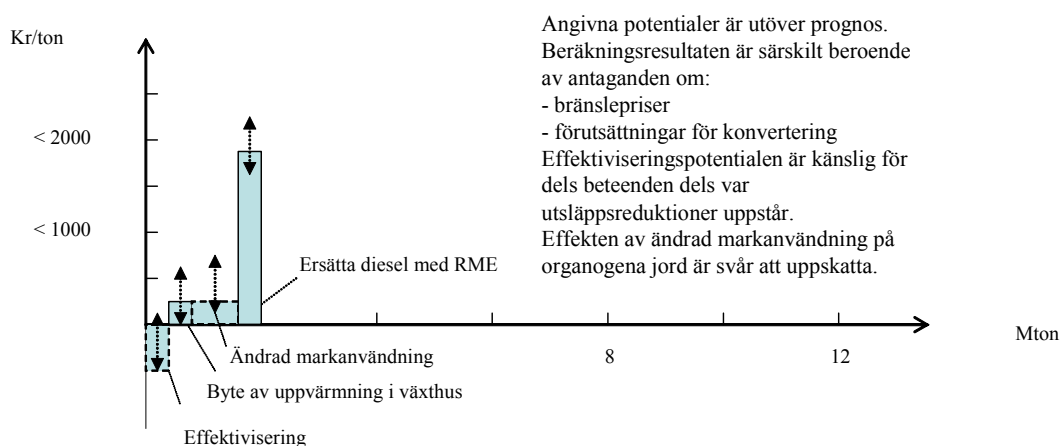 Kr/ton
< 2000
< 1000
Angivna potentialer är utöver prognos.
Beräkningsresultaten är särskilt beroende
av antaganden om:
- bränslepriser
- förutsättningar för konvertering
Effektiviseringspotentialen är känslig för
dels beteenden dels var
utsläppsreduktioner uppstår.
Effekten av ändrad markanvändning på
organogena jord är svår att uppskatta.
Ersätta diesel med RME
Ändrad markanvändning
Byte av uppvärmning i växthus
Effektivisering
8
12
Mton